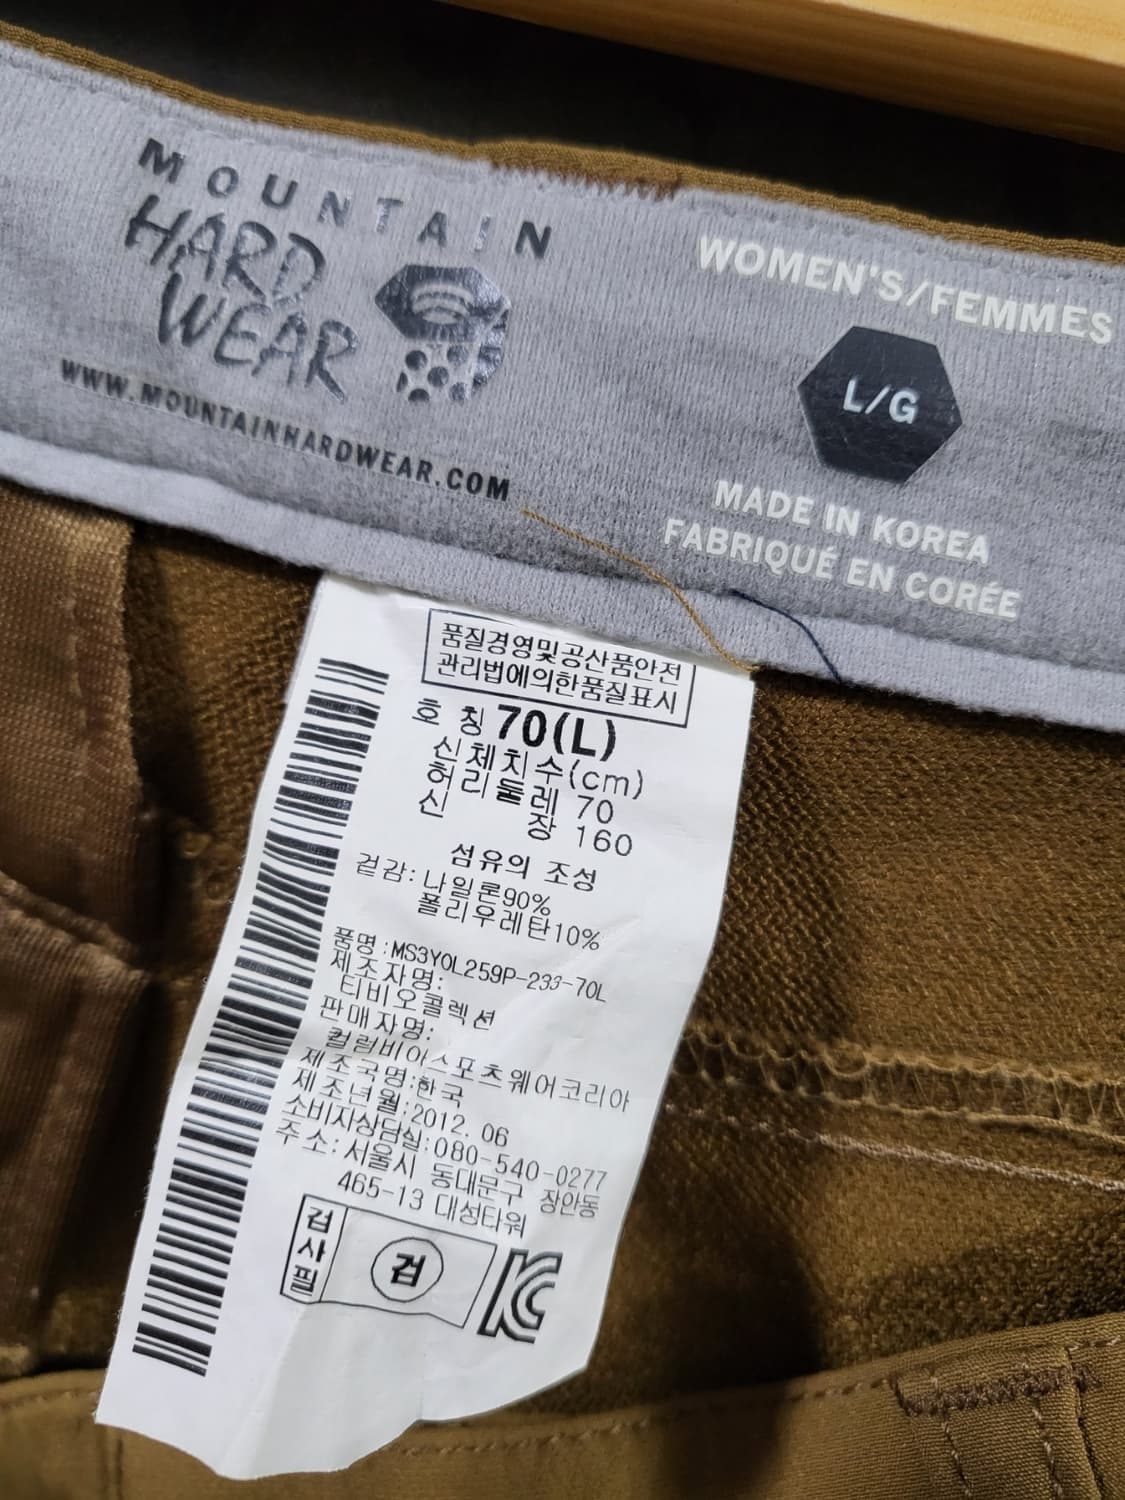 MOUNTAIN
HARD
WEAR
WWW.MOUNTAINHARDWEAR.COM
WOMEN'S/FEMMES
L/G
MADE IN KOREA
FABRIQUÉ EN CORÉE
품질경영및공산품안전
관리법에의한품질표시
호 칭 70(L)
신체치수(cm)
허리둘레 70
신 장 160
섬유의 조성
겉감:나일론90%
폴리우레탄10%
품명:MS3YOL259P-233-70L
제조자명:
티비오콜렉션
판매자명:
컬럼비아스포츠웨어코리아
제조국명:한국
제조년월:2012. 06
소비자상담실:080-540-0277
주소:서울시 동대문구 장안동
465-13 대성타워
검사필
검
KC